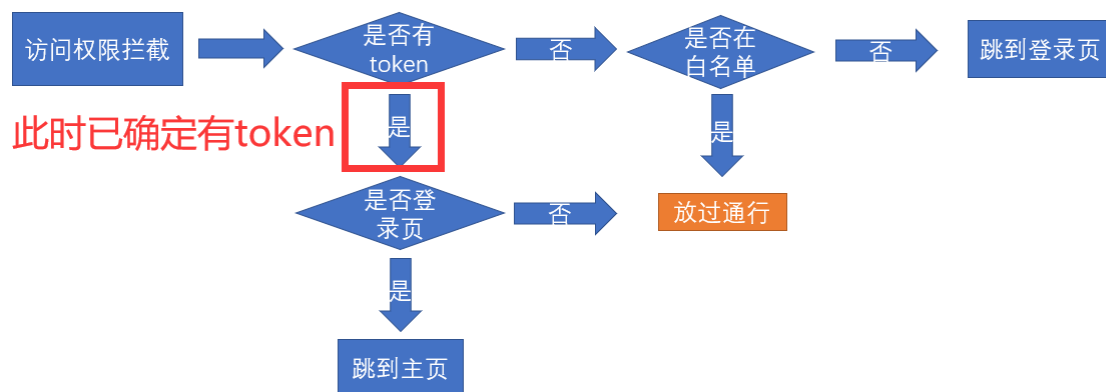 访问权限拦截
是否有
token
否
是否在
白名单
否
跳到登录页
此时已确定有token
是
是
是否登
录页
否
放过通行
是
跳到主页